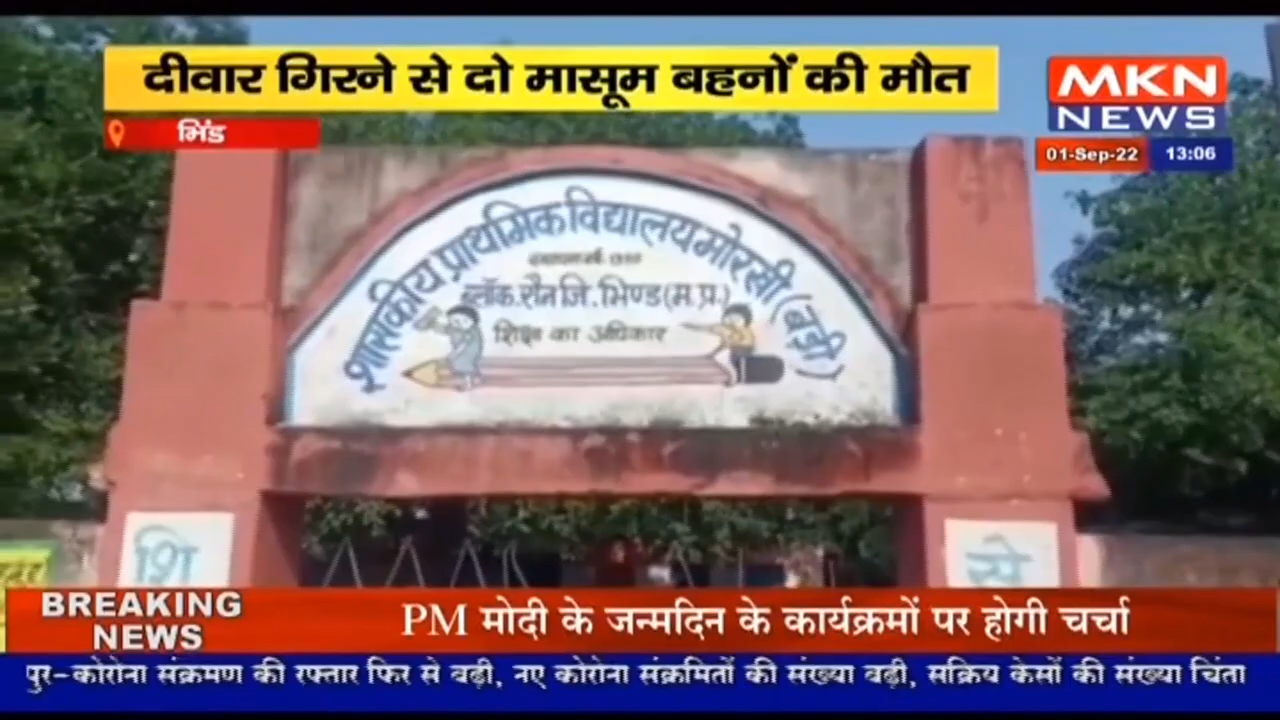 दीवार गिरने से दो मासूम बहनों की मौत
भिंड
MKN
NEWS
01-Sep-22 13:06
शासकीय प्राथमिक विद्यालय मोरखी (बड़ी)
ब्लॉक. रौन जि. भिण्ड (म.प्र.)
शिक्षा का अधिकार
शि
से
BREAKING
NEWS
PM मोदी के जन्मदिन के कार्यक्रमों पर होगी चर्चा
पुर-कोरोना संक्रमण की रफ्तार फिर से बढ़ी, नए कोरोना संक्रमितों की संख्या बढ़ी, सक्रिय केसों की संख्या चिंता